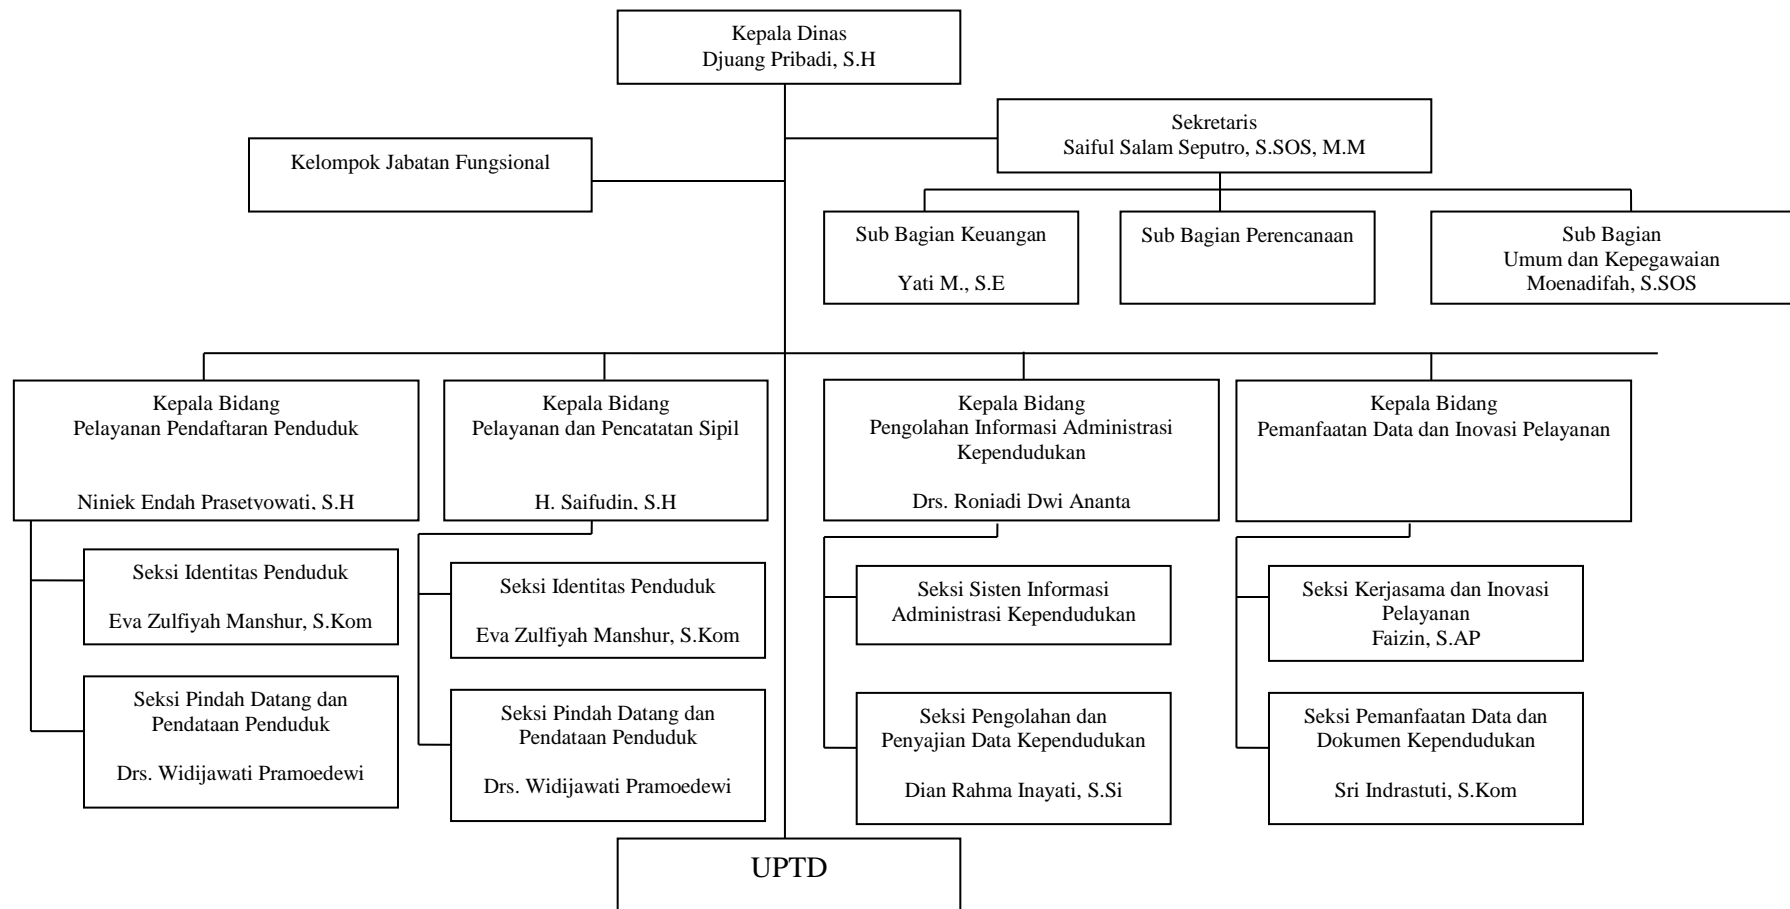 Kepala Dinas
Djuang Pribadi, S.H
Sekretaris
Saiful Salam Seputro, S.SOS, M.M
Kelompok Jabatan Fungsional
Sub Bagian Keuangan
Yati M., S.E
Sub Bagian Perencanaan
Sub Bagian
Umum dan Kepegawaian
Moenadifah, S.SOS
Kepala Bidang
Pelayanan Pendaftaran Penduduk
Niniek Endah Prasetyowati, S.H
Kepala Bidang
Pelayanan dan Pencatatan Sipil
H. Saifudin, S.H
Kepala Bidang
Pengolahan Informasi Administrasi
Kependudukan
Drs. Roniadi Dwi Ananta
Kepala Bidang
Pemanfaatan Data dan Inovasi Pelayanan
Seksi Identitas Penduduk
Eva Zulfiyah Manshur, S.Kom
Seksi Identitas Penduduk
Eva Zulfiyah Manshur, S.Kom
Seksi Sisten Informasi
Administrasi Kependudukan
Seksi Kerjasama dan Inovasi
Pelayanan
Faizin, S.AP
Seksi Pindah Datang dan
Pendataan Penduduk
Drs. Widijawati Pramoedewi
Seksi Pindah Datang dan
Pendataan Penduduk
Drs. Widijawati Pramoedewi
Seksi Pengolahan dan
Penyajian Data Kependudukan
Dian Rahma Inayati, S.Si
Seksi Pemanfaatan Data dan
Dokumen Kependudukan
Sri Indrastuti, S.Kom
UPTD